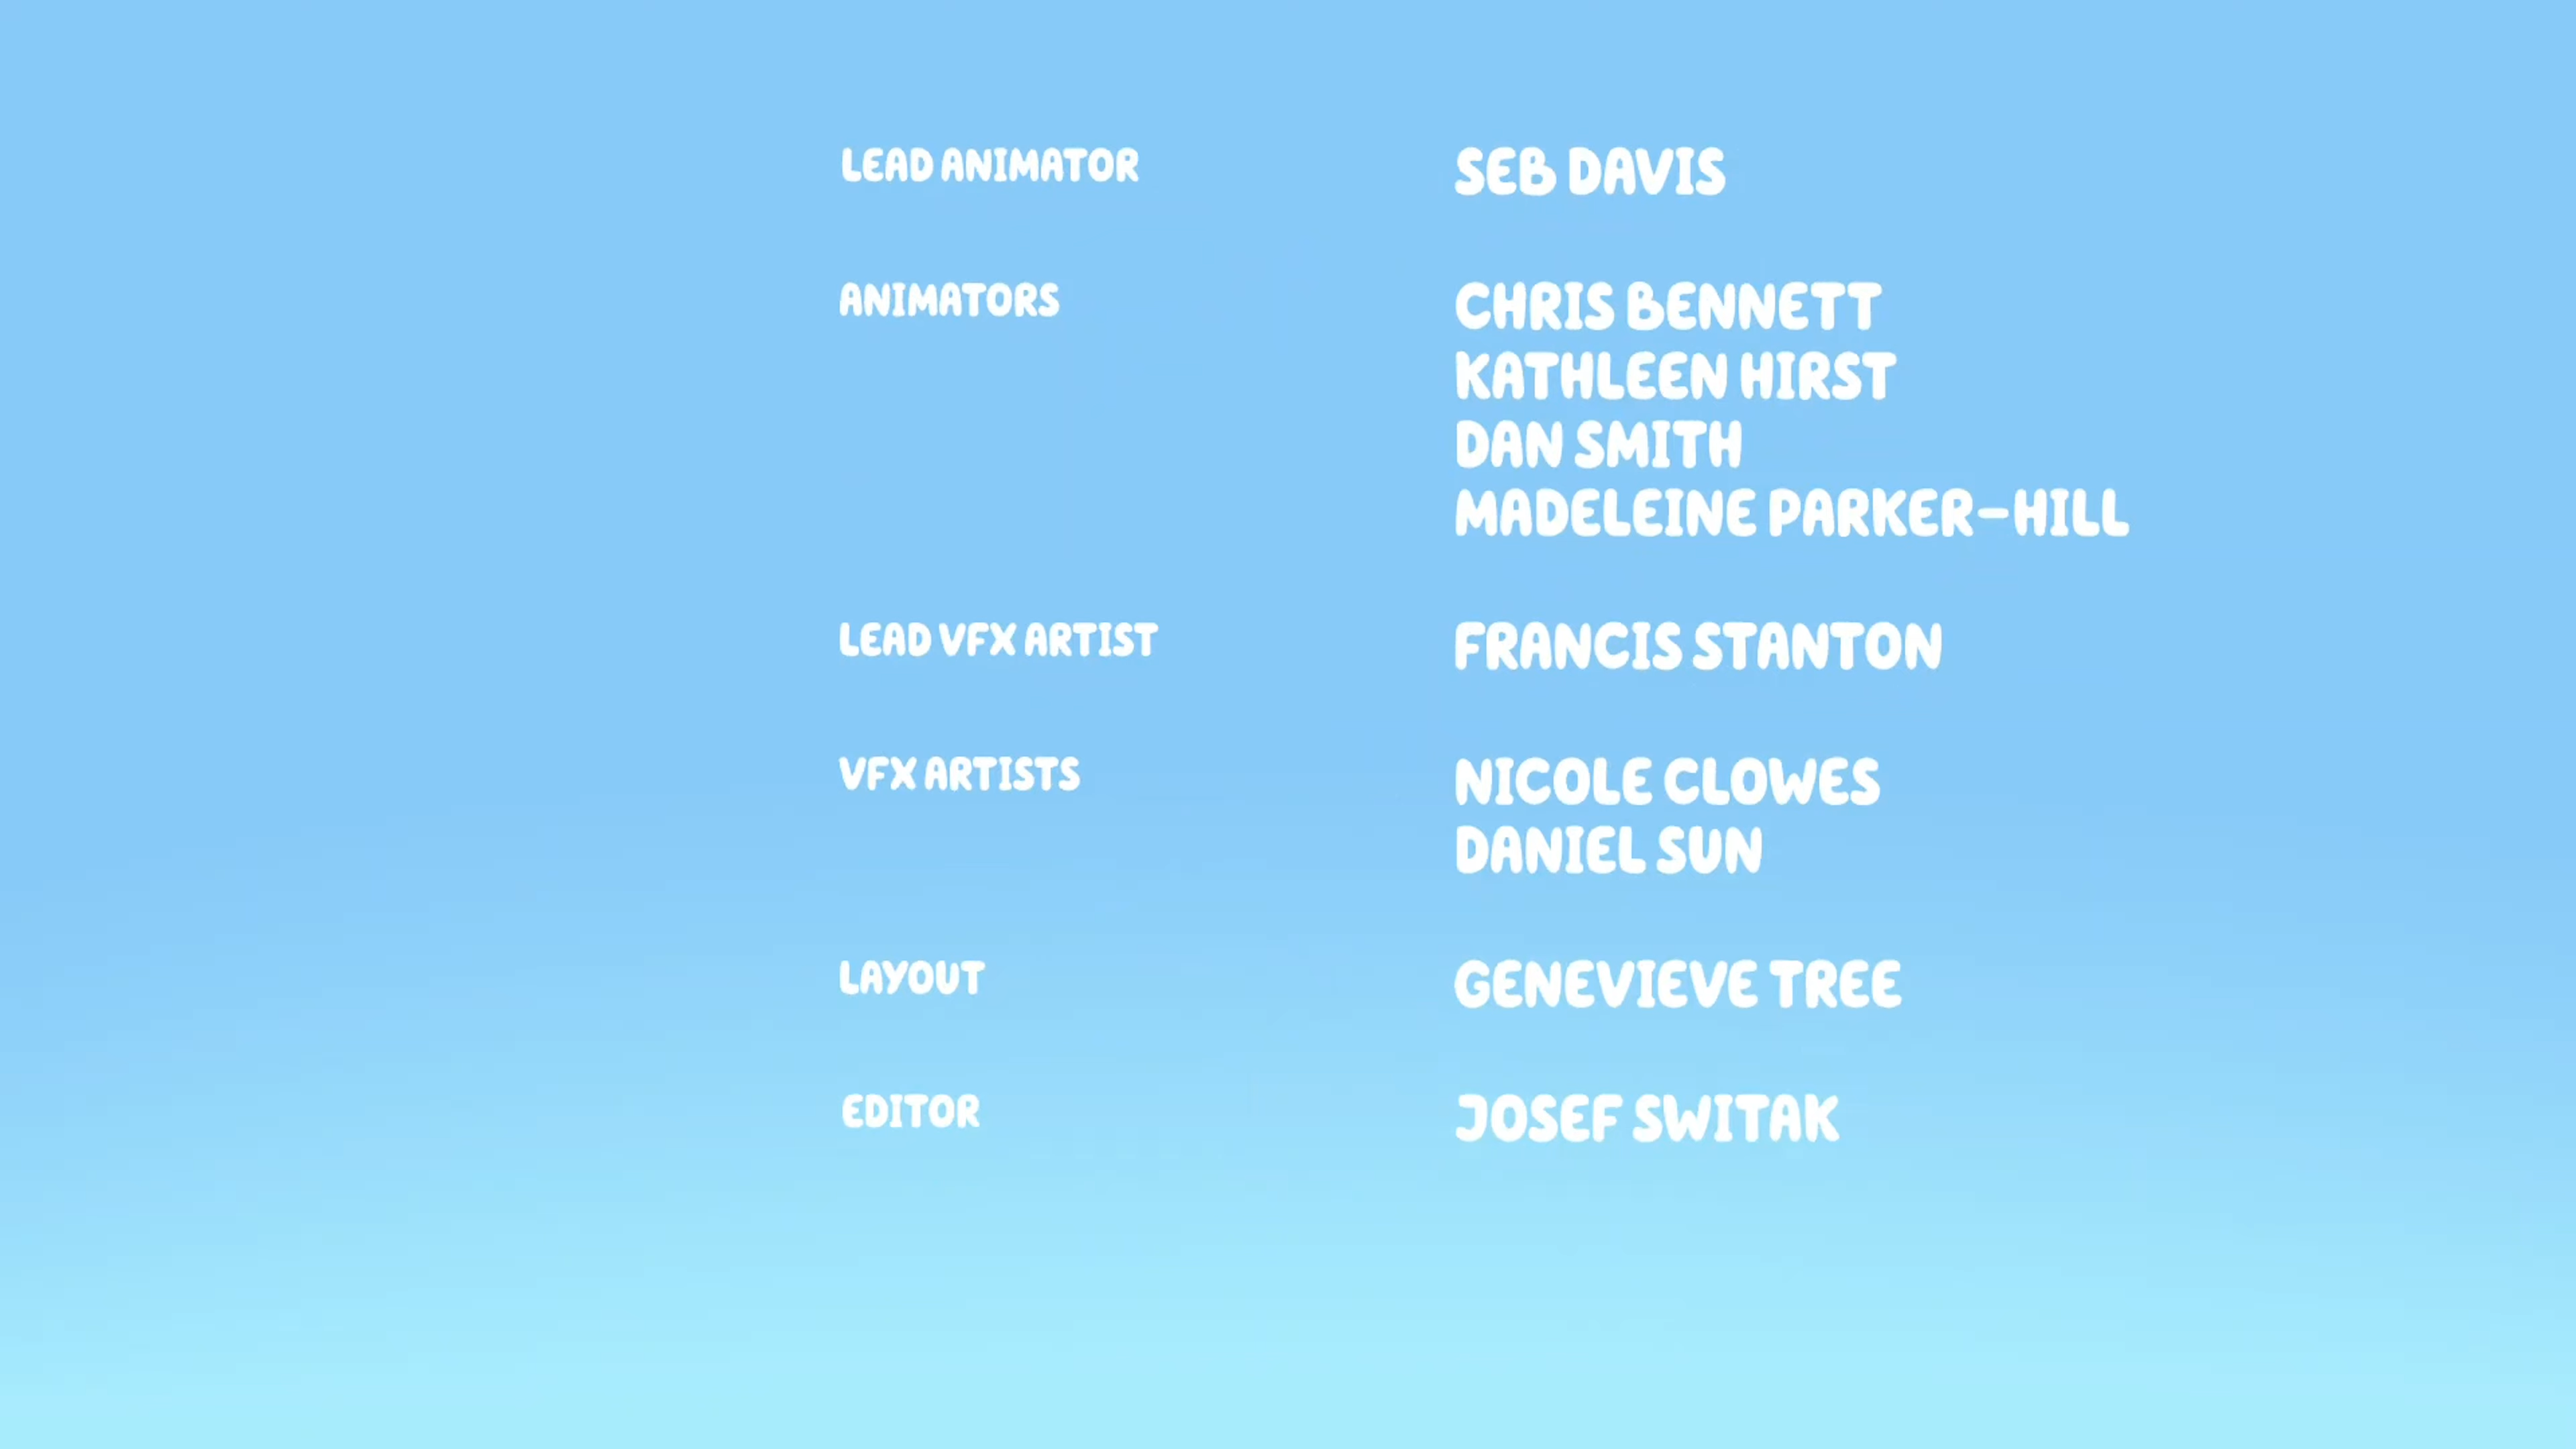 LEAD ANIMATOR SEB DAVIS
ANIMATORS CHRIS BENNETT
KATHLEEN HIRST
DAN SMITH
MADELEINE PARKER-HILL
LEAD VFX ARTIST FRANCIS STANTON
VFX ARTISTS NICOLE CLOWES
DANIEL SUN
LAYOUT GENEVIEVE TREE
EDITOR JOSEF SWITAK